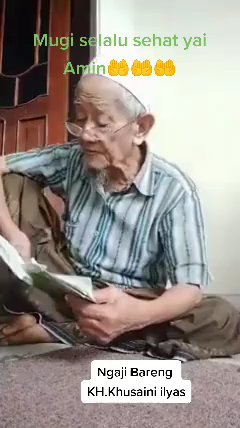 Mugi selalu sehat yai
Amin🤲🤲🤲
Ngaji Bareng
KH.Khusaini ilyas